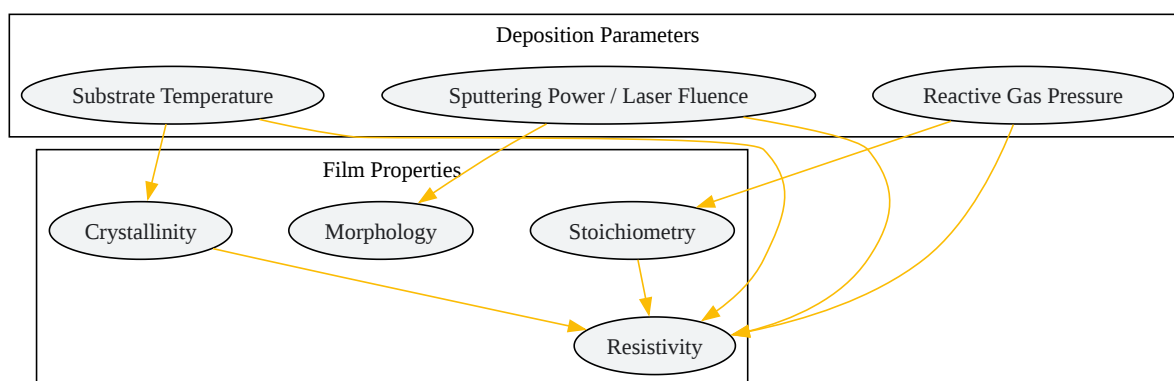 Deposition Parameters
Substrate Temperature
Sputtering Power / Laser Fluence
Reactive Gas Pressure
Film Properties
Crystallinity
Morphology
Stoichiometry
Resistivity